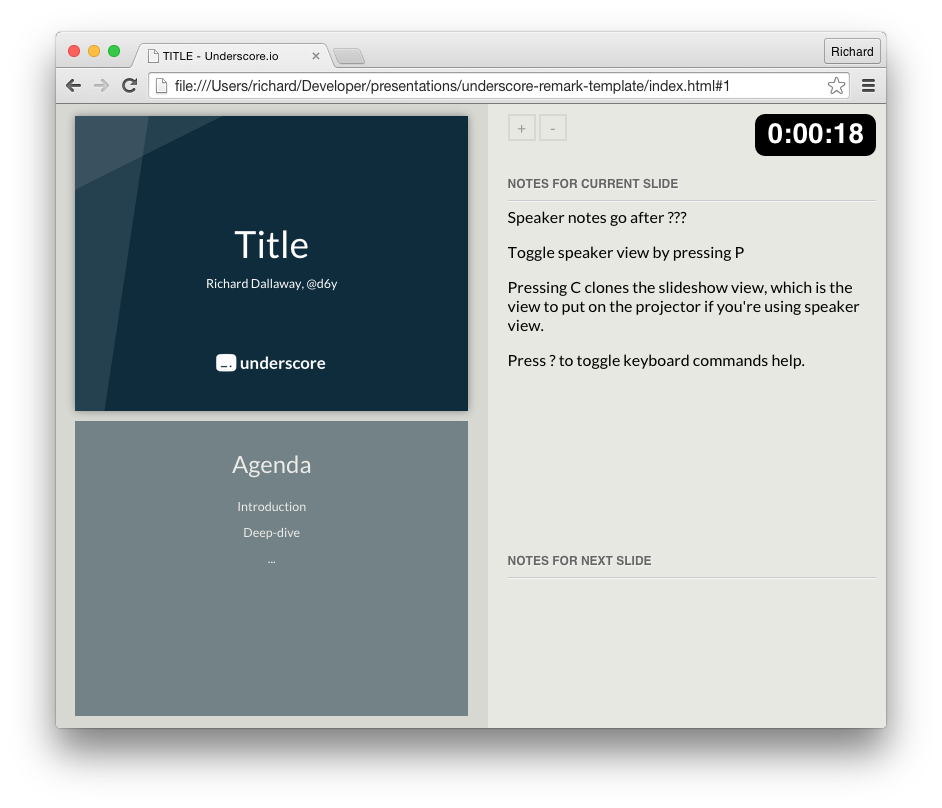 TITLE - Underscore.io
Richard
file:///Users/richard/Developer/presentations/underscore-remark-template/index.html#1
Title
Richard Dallaway, @d6y
underscore
Agenda
Introduction
Deep-dive
...
+ -
0:00:18
NOTES FOR CURRENT SLIDE
Speaker notes go after ???
Toggle speaker view by pressing P
Pressing C clones the slideshow view, which is the
view to put on the projector if you're using speaker
view.
Press ? to toggle keyboard commands help.
NOTES FOR NEXT SLIDE